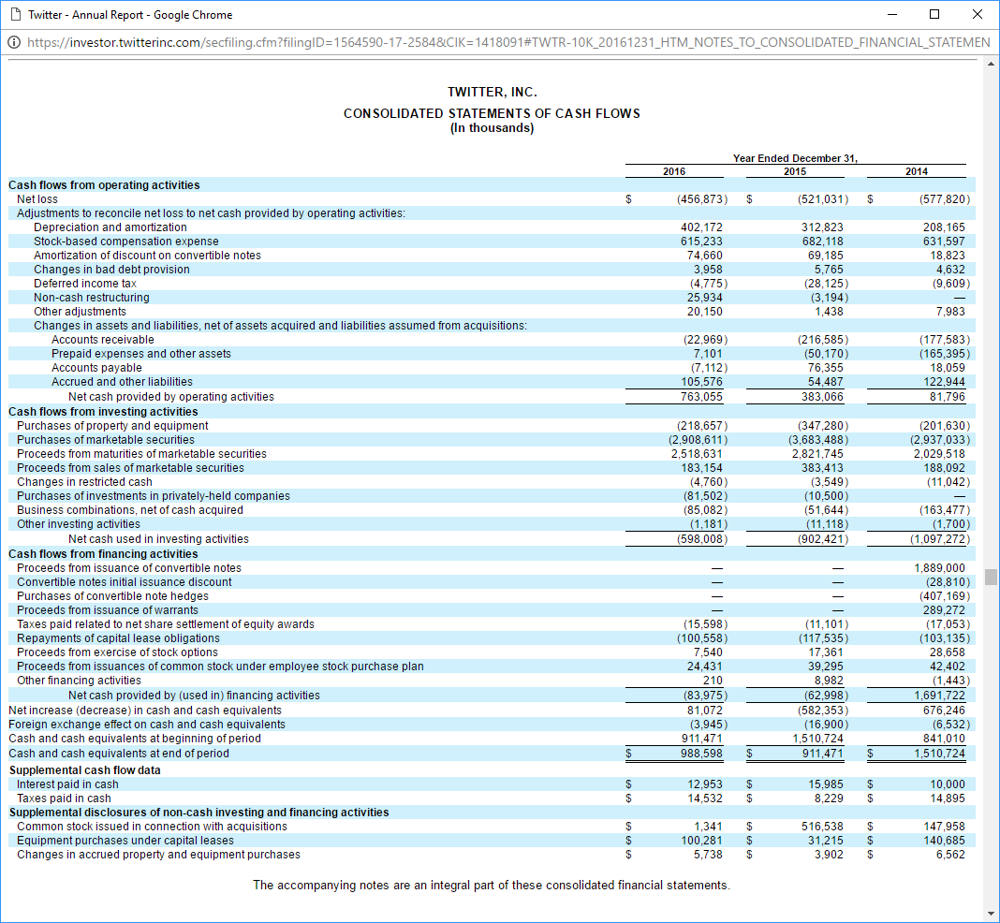 Twitter - Annual Report - Google Chrome
https://investor.twitterinc.com/secfiling.cfm?filingID=1564590-17-2584&CIK=1418091#TWTR-10K_20161231_HTM_NOTES_TO_CONSOLIDATED_FINANCIAL_STATEMEN
TWITTER, INC.
CONSOLIDATED STATEMENTS OF CASH FLOWS
(In thousands)
Year Ended December 31,
2016 2015 2014
Cash flows from operating activities
Net loss $ (456,873) $ (521,031) $ (577,820)
Adjustments to reconcile net loss to net cash provided by operating activities:
Depreciation and amortization 402,172 312,823 208,165
Stock-based compensation expense 615,233 682,118 631,597
Amortization of discount on convertible notes 74,660 69,185 18,823
Changes in bad debt provision 3,958 5,765 4,632
Deferred income tax (4,775) (28,125) (9,609)
Non-cash restructuring 25,934 (3,194) —
Other adjustments 20,150 1,438 7,983
Changes in assets and liabilities, net of assets acquired and liabilities assumed from acquisitions:
Accounts receivable (22,969) (216,585) (177,583)
Prepaid expenses and other assets 7,101 (50,170) (165,395)
Accounts payable (7,112) 76,355 18,059
Accrued and other liabilities 105,576 54,487 122,944
Net cash provided by operating activities 763,055 383,066 81,796
Cash flows from investing activities
Purchases of property and equipment (218,657) (347,280) (201,630)
Purchases of marketable securities (2,908,611) (3,683,488) (2,937,033)
Proceeds from maturities of marketable securities 2,518,631 2,821,745 2,029,518
Proceeds from sales of marketable securities 183,154 383,413 188,092
Changes in restricted cash (4,760) (3,549) (11,042)
Purchases of investments in privately-held companies (81,502) (10,500) —
Business combinations, net of cash acquired (85,082) (51,644) (163,477)
Other investing activities (1,181) (11,118) (1,700)
Net cash used in investing activities (598,008) (902,421) (1,097,272)
Cash flows from financing activities
Proceeds from issuance of convertible notes — — 1,889,000
Convertible notes initial issuance discount — — (28,810)
Purchases of convertible note hedges — — (407,169)
Proceeds from issuance of warrants — — 289,272
Taxes paid related to net share settlement of equity awards (15,598) (11,101) (17,053)
Repayments of capital lease obligations (100,558) (117,535) (103,135)
Proceeds from exercise of stock options 7,540 17,361 28,658
Proceeds from issuances of common stock under employee stock purchase plan 24,431 39,295 42,402
Other financing activities 210 8,982 (1,443)
Net cash provided by (used in) financing activities (83,975) (62,998) 1,691,722
Net increase (decrease) in cash and cash equivalents 81,072 (582,353) 676,246
Foreign exchange effect on cash and cash equivalents (3,945) (16,900) (6,532)
Cash and cash equivalents at beginning of period 911,471 1,510,724 841,010
Cash and cash equivalents at end of period $ 988,598 $ 911,471 $ 1,510,724
Supplemental cash flow data
Interest paid in cash $ 12,953 $ 15,985 $ 10,000
Taxes paid in cash $ 14,532 $ 8,229 $ 14,895
Supplemental disclosures of non-cash investing and financing activities
Common stock issued in connection with acquisitions $ 1,341 $ 516,538 $ 147,958
Equipment purchases under capital leases $ 100,281 $ 31,215 $ 140,685
Changes in accrued property and equipment purchases $ 5,738 $ 3,902 $ 6,562
The accompanying notes are an integral part of these consolidated financial statements.